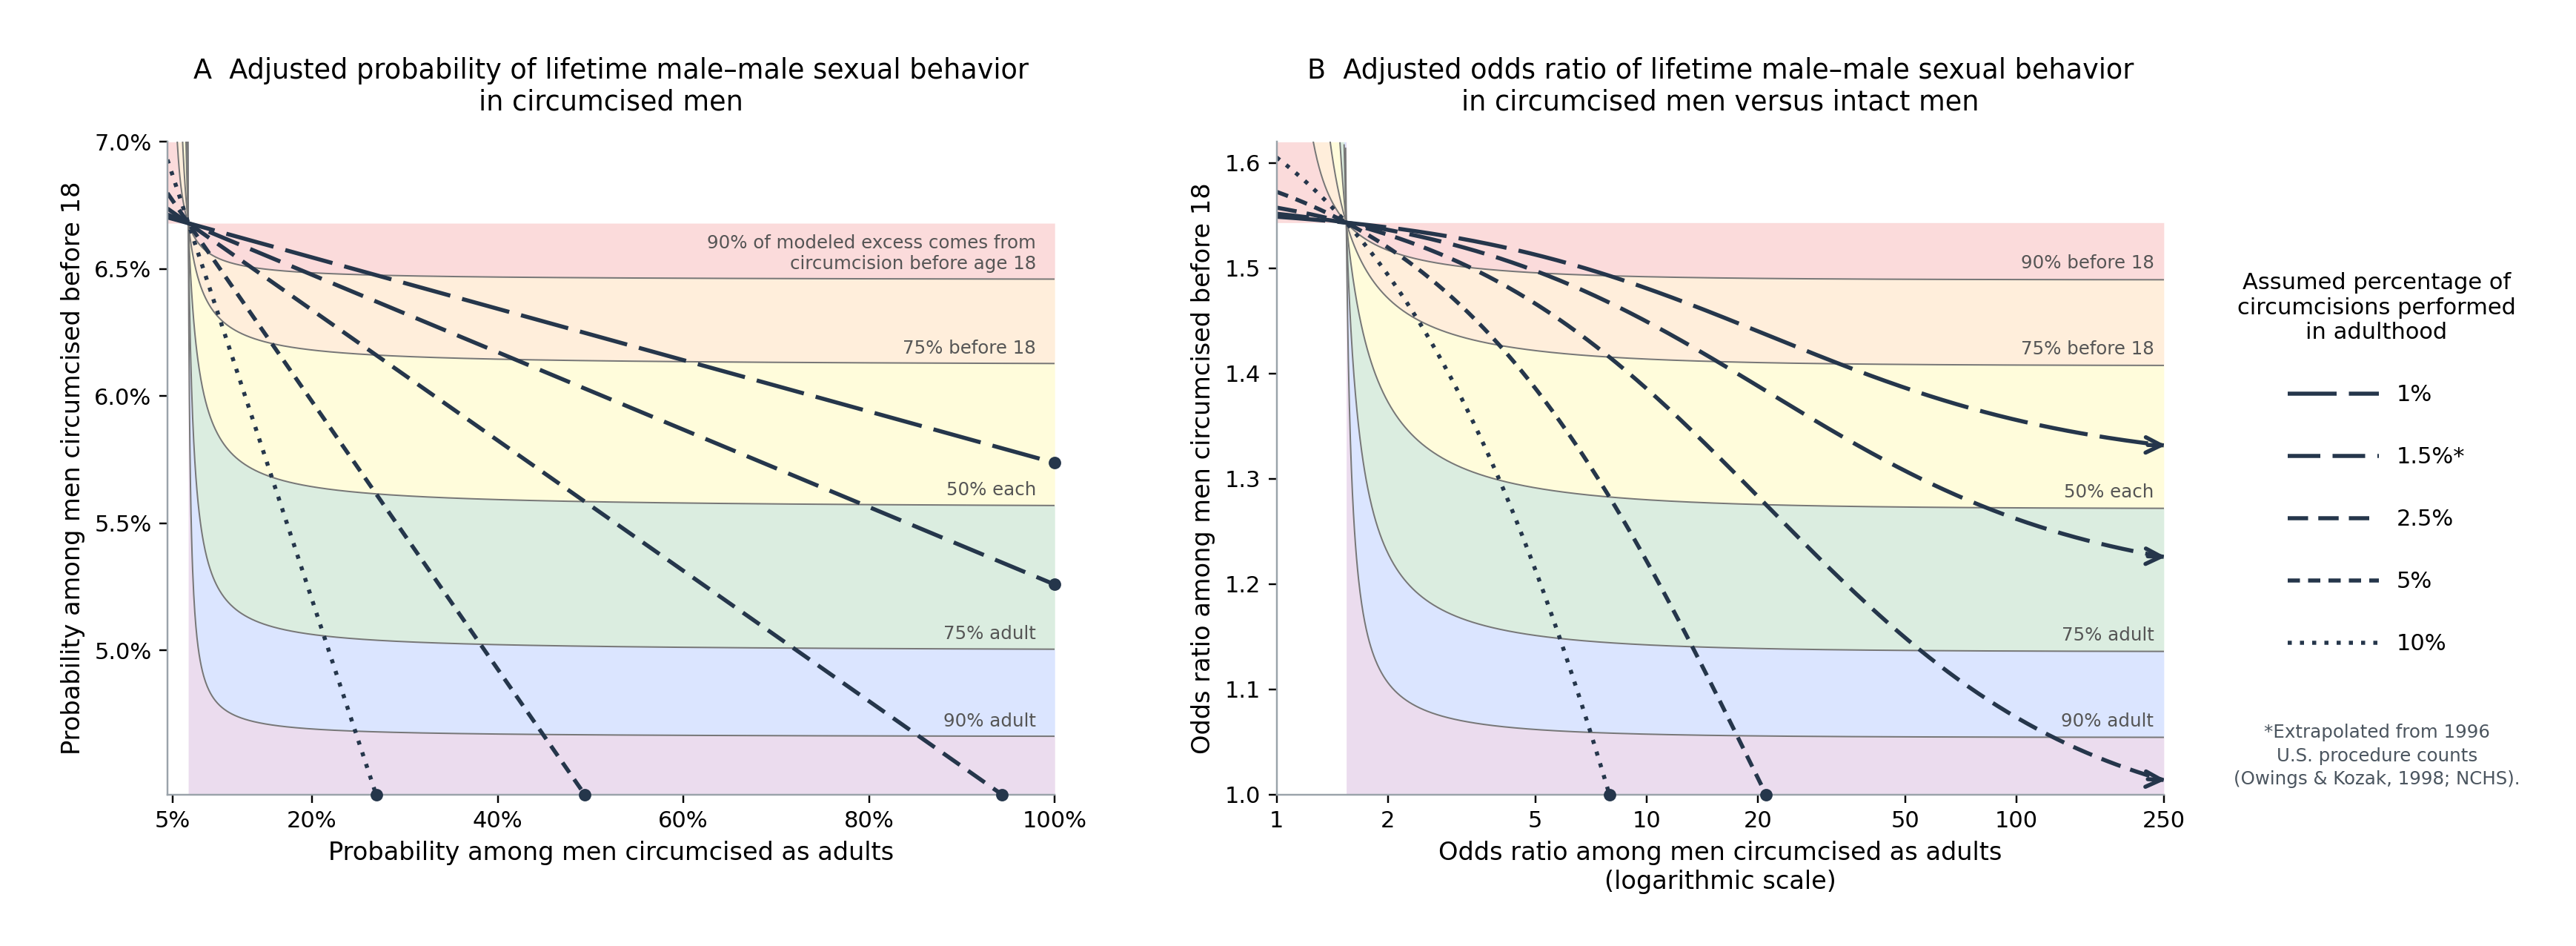 A  Adjusted probability of lifetime male–male sexual behavior
in circumcised men
Probability among men circumcised before 18
7.0%
6.5%
6.0%
5.5%
5.0%
90% of modeled excess comes from
circumcision before age 18
75% before 18
50% each
75% adult
90% adult
5%
20%
40%
60%
80%
100%
Probability among men circumcised as adults
B  Adjusted odds ratio of lifetime male–male sexual behavior
in circumcised men versus intact men
Odds ratio among men circumcised before 18
1.6
1.5
1.4
1.3
1.2
1.1
1.0
90% before 18
75% before 18
50% each
75% adult
90% adult
1
2
5
10
20
50
100
250
Odds ratio among men circumcised as adults
(logarithmic scale)
Assumed percentage of
circumcisions performed
in adulthood
1%
1.5%*
2.5%
5%
10%
*Extrapolated from 1996
U.S. procedure counts
(Owings & Kozak, 1998; NCHS).